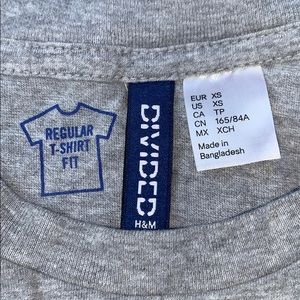 REGULAR
T-SHIRT
FIT
DIVIDED
H&M
EUR XS
US XS
CA TP
CN 165/84A
MX XCH
Made in
Bangladesh